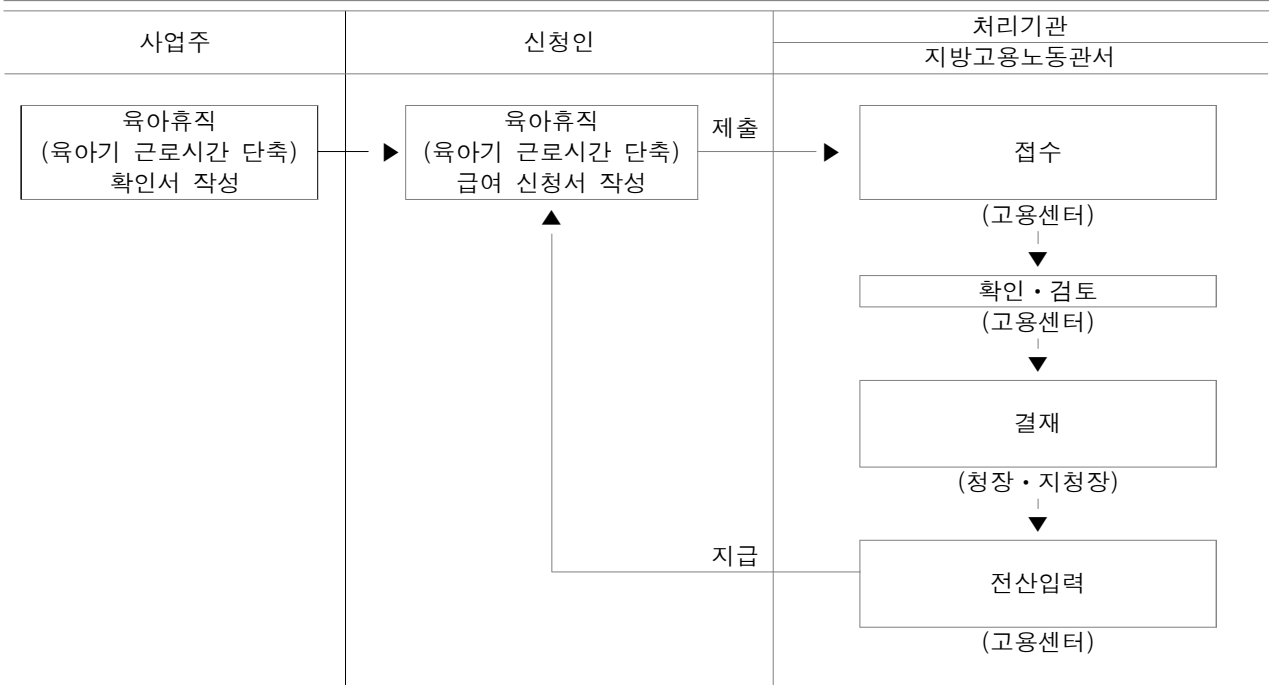 사업주
신청인
처리기관
지방고용노동관서
육아휴직
(육아기 근로시간 단축)
확인서 작성
육아휴직
(육아기 근로시간 단축)
급여 신청서 작성
제출
접수
(고용센터)
확인・검토
(고용센터)
결재
(청장・지청장)
지급
전산입력
(고용센터)